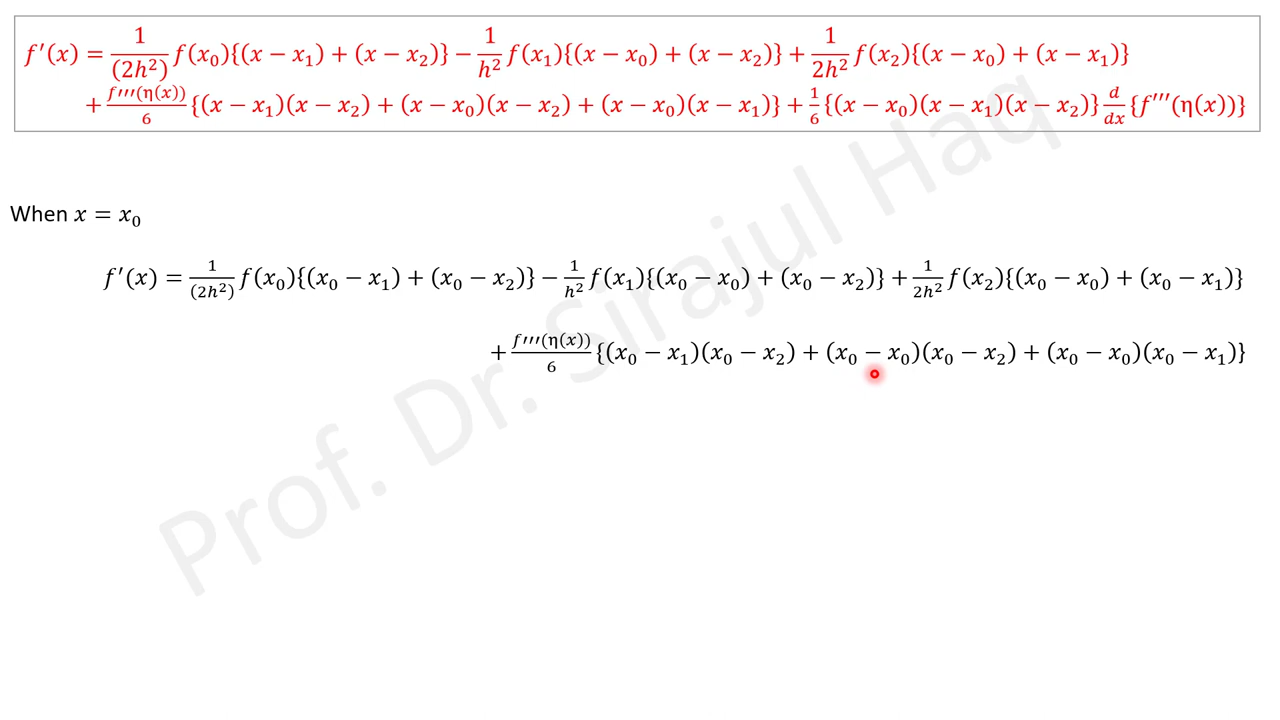 f′(x) = 1/(2h²) f(x₀){(x − x₁) + (x − x₂)} − 1/h² f(x₁){(x − x₀) + (x − x₂)} + 1/2h² f(x₂){(x − x₀) + (x − x₁)}
+ f′′′(η(x))/6 {(x − x₁)(x − x₂) + (x − x₀)(x − x₂) + (x − x₀)(x − x₁)} + 1/6 {(x − x₀)(x − x₁)(x − x₂)} d/dx {f′′′(η(x))}
When x = x₀
f′(x) = 1/(2h²) f(x₀){(x₀ − x₁) + (x₀ − x₂)} − 1/h² f(x₁){(x₀ − x₀) + (x₀ − x₂)} + 1/2h² f(x₂){(x₀ − x₀) + (x₀ − x₁)}
+ f′′′(η(x))/6 {(x₀ − x₁)(x₀ − x₂) + (x₀ − x₀)(x₀ − x₂) + (x₀ − x₀)(x₀ − x₁)}
Prof. Dr. Sirajul Haq